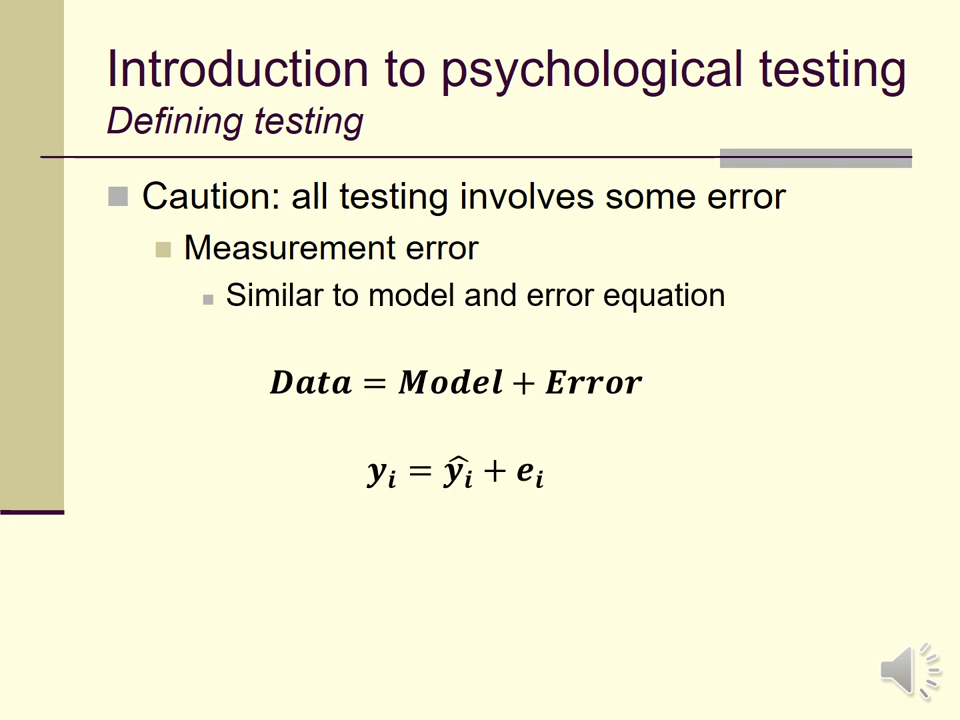 Introduction to psychological testing
Defining testing
Caution: all testing involves some error
Measurement error
Similar to model and error equation
Data = Model + Error
yᵢ = ŷᵢ + eᵢ